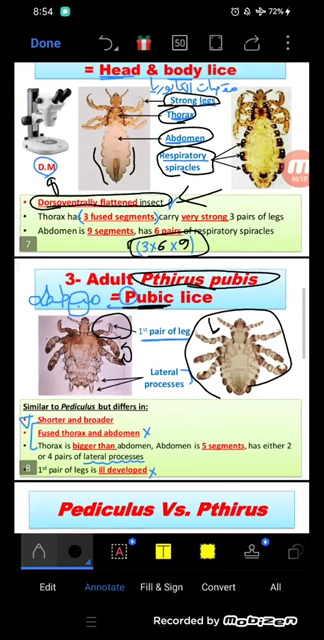 8:54
72%
Done
50
= Head & body lice
Strong legs
Thorax
Abdomen
Respiratory
spiracles
D.M
46:18
• Dorsoventrally flattened insect
• Thorax has 3 fused segments carry very strong 3 pairs of legs
• Abdomen is 9 segments, has 6 pairs of respiratory spiracles
(3x6x9)
7
3- Adult Pthirus pubis
= Pubic lice
1st pair of leg
Lateral
processes
Similar to Pediculus but differs in:
• Shorter and broader
• Fused thorax and abdomen x
• Thorax is bigger than abdomen, Abdomen is 5 segments, has either 2
or 4 pairs of lateral processes
• 1st pair of legs is ill developed x
8
Pediculus Vs. Pthirus
Edit Annotate Fill & Sign Convert All
Recorded by Mobizen